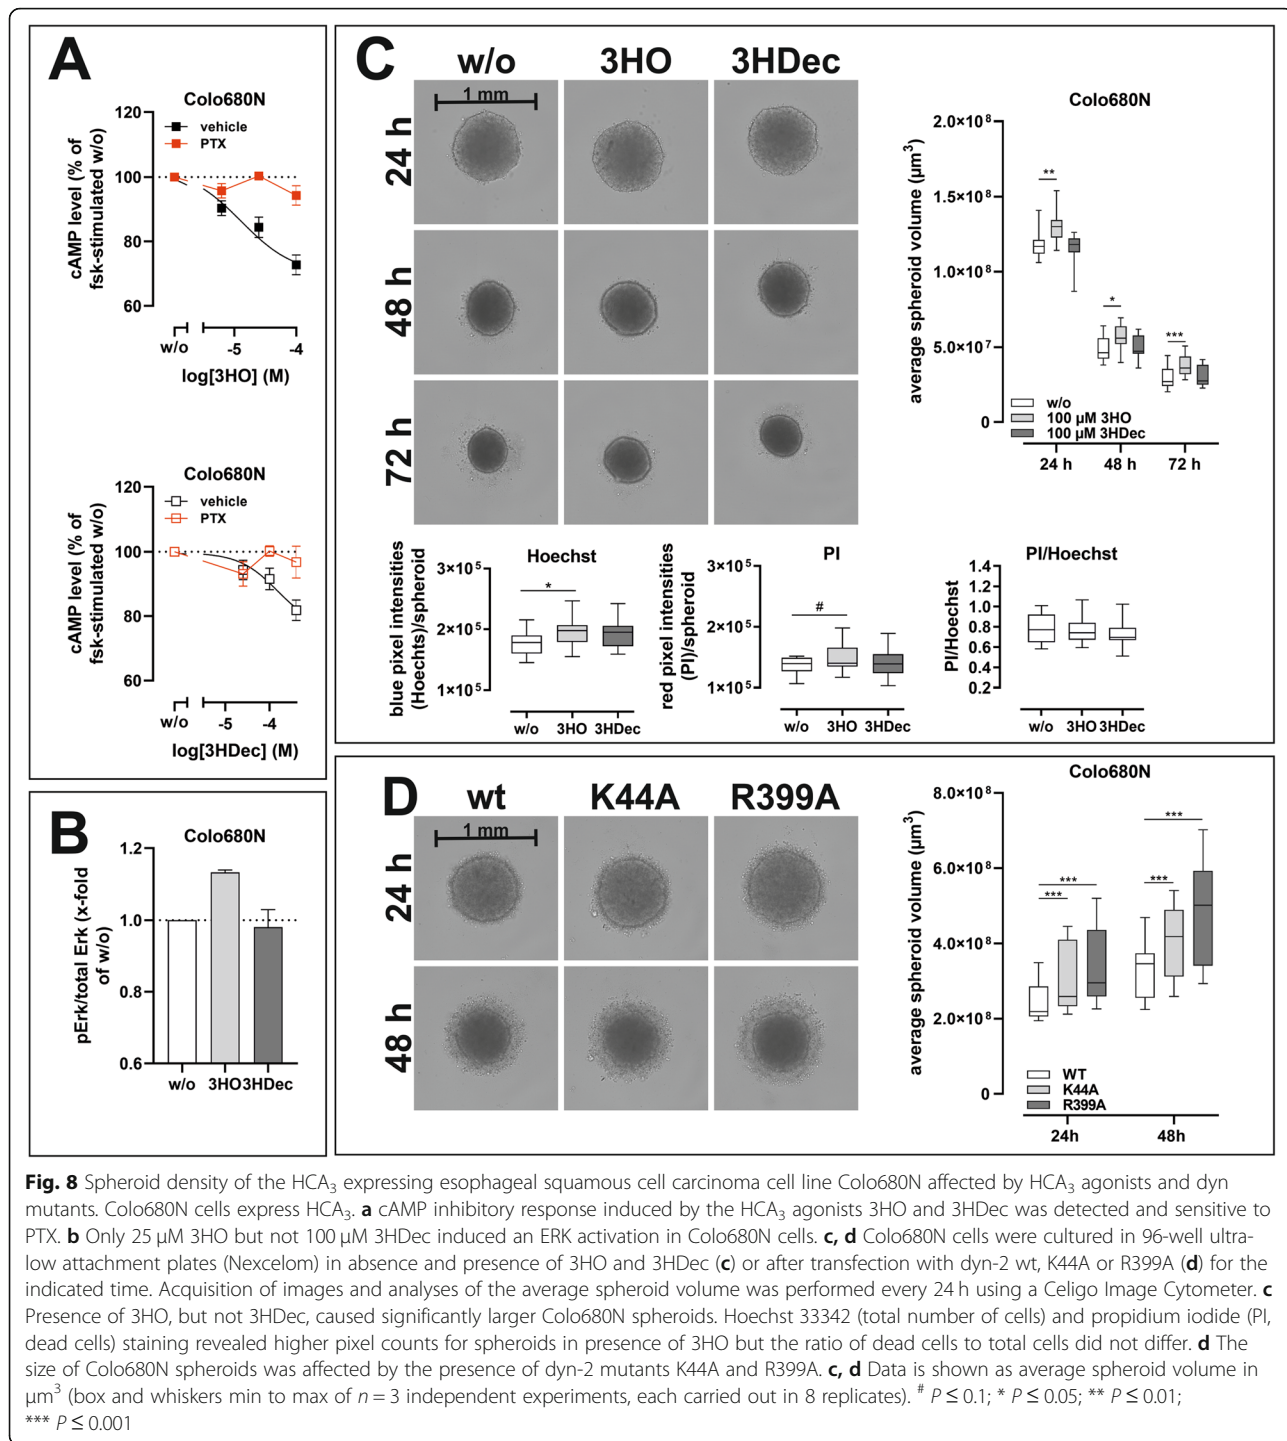 A
Colo680N
120
100
80
60
vehicle
PTX
cAMP level (% of
fsk-stimulated w/o)
w/o
-5
-4
log[3HO] (M)
Colo680N
120
100
80
60
vehicle
PTX
cAMP level (% of
fsk-stimulated w/o)
w/o
-5
-4
log[3HDec] (M)
B
Colo680N
1.2
1.0
0.8
0.6
pErk/total Erk (x-fold
of w/o)
w/o 3HO 3HDec
C
w/o 3HO 3HDec
1 mm
24 h
48 h
72 h
Colo680N
average spheroid volume (µm³)
2.0×10⁸
1.5×10⁸
1.0×10⁸
5.0×10⁷
0
**
*
***
w/o
100 µM 3HO
100 µM 3HDec
24 h 48 h 72 h
Hoechst
blue pixel intensities
(Hoechts)/spheroid
3×10⁵
2×10⁵
1×10⁵
*
w/o 3HO 3HDec
PI
red pixel intensities
(PI)/spheroid
3×10⁵
2×10⁵
1×10⁵
#
w/o 3HO 3HDec
PI/Hoechst
PI/Hoechst
1.4
1.2
1.0
0.8
0.6
0.4
0.2
w/o 3HO 3HDec
D
wt K44A R399A
1 mm
24 h
48 h
Colo680N
average spheroid volume (µm³)
8.0×10⁸
6.0×10⁸
4.0×10⁸
2.0×10⁸
0
***
***
***
***
WT
K44A
R399A
24h 48h
Fig. 8 Spheroid density of the HCA₃ expressing esophageal squamous cell carcinoma cell line Colo680N affected by HCA₃ agonists and dyn
mutants. Colo680N cells express HCA₃. a cAMP inhibitory response induced by the HCA₃ agonists 3HO and 3HDec was detected and sensitive to
PTX. b Only 25 µM 3HO but not 100 µM 3HDec induced an ERK activation in Colo680N cells. c, d Colo680N cells were cultured in 96-well ultra-
low attachment plates (Nexcelom) in absence and presence of 3HO and 3HDec (c) or after transfection with dyn-2 wt, K44A or R399A (d) for the
indicated time. Acquisition of images and analyses of the average spheroid volume was performed every 24 h using a Celigo Image Cytometer. c
Presence of 3HO, but not 3HDec, caused significantly larger Colo680N spheroids. Hoechst 33342 (total number of cells) and propidium iodide (PI,
dead cells) staining revealed higher pixel counts for spheroids in presence of 3HO but the ratio of dead cells to total cells did not differ. d The
size of Colo680N spheroids was affected by the presence of dyn-2 mutants K44A and R399A. c, d Data is shown as average spheroid volume in
µm³ (box and whiskers min to max of n = 3 independent experiments, each carried out in 8 replicates). # P ≤ 0.1; * P ≤ 0.05; ** P ≤ 0.01;
*** P ≤ 0.001